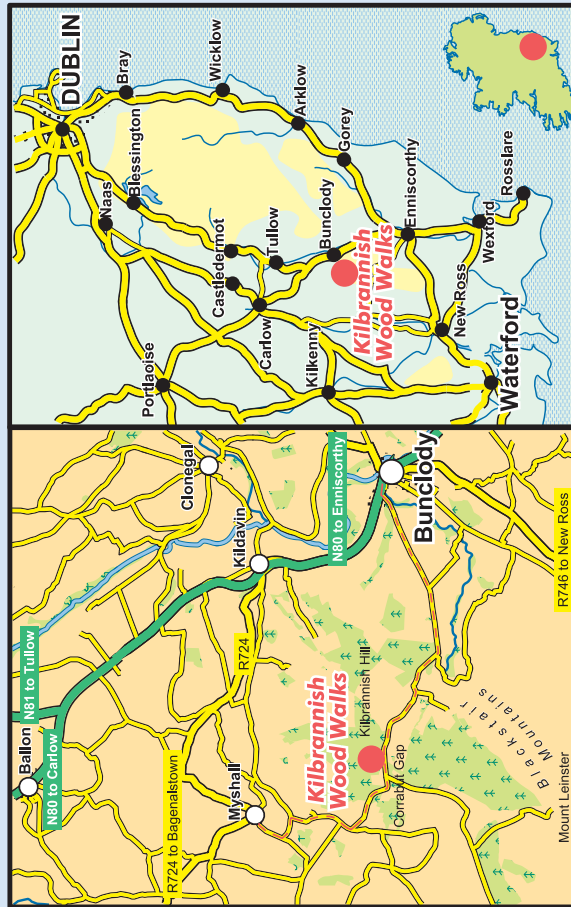 Ballon
N81 to Tullow
N80 to Carlow
Clonegal
Kildavin
R724
R724 to Bagenalstown
Myshall
N80 to Enniscorthy
Bunclody
Kilbrannish
Wood Walks
Kilbrannish Hill
Corrabut Gap
Blackstair
Mountains
Mount Leinster
R746 to New Ross
DUBLIN
Bray
Naas
Blessington
Wicklow
Portlaoise
Castledermot
Tullow
Carlow
Arklow
Gorey
Kilkenny
Bunclody
Kilbrannish
Wood Walks
Enniscorthy
New-Ross
Wexford
Rosslare
Waterford